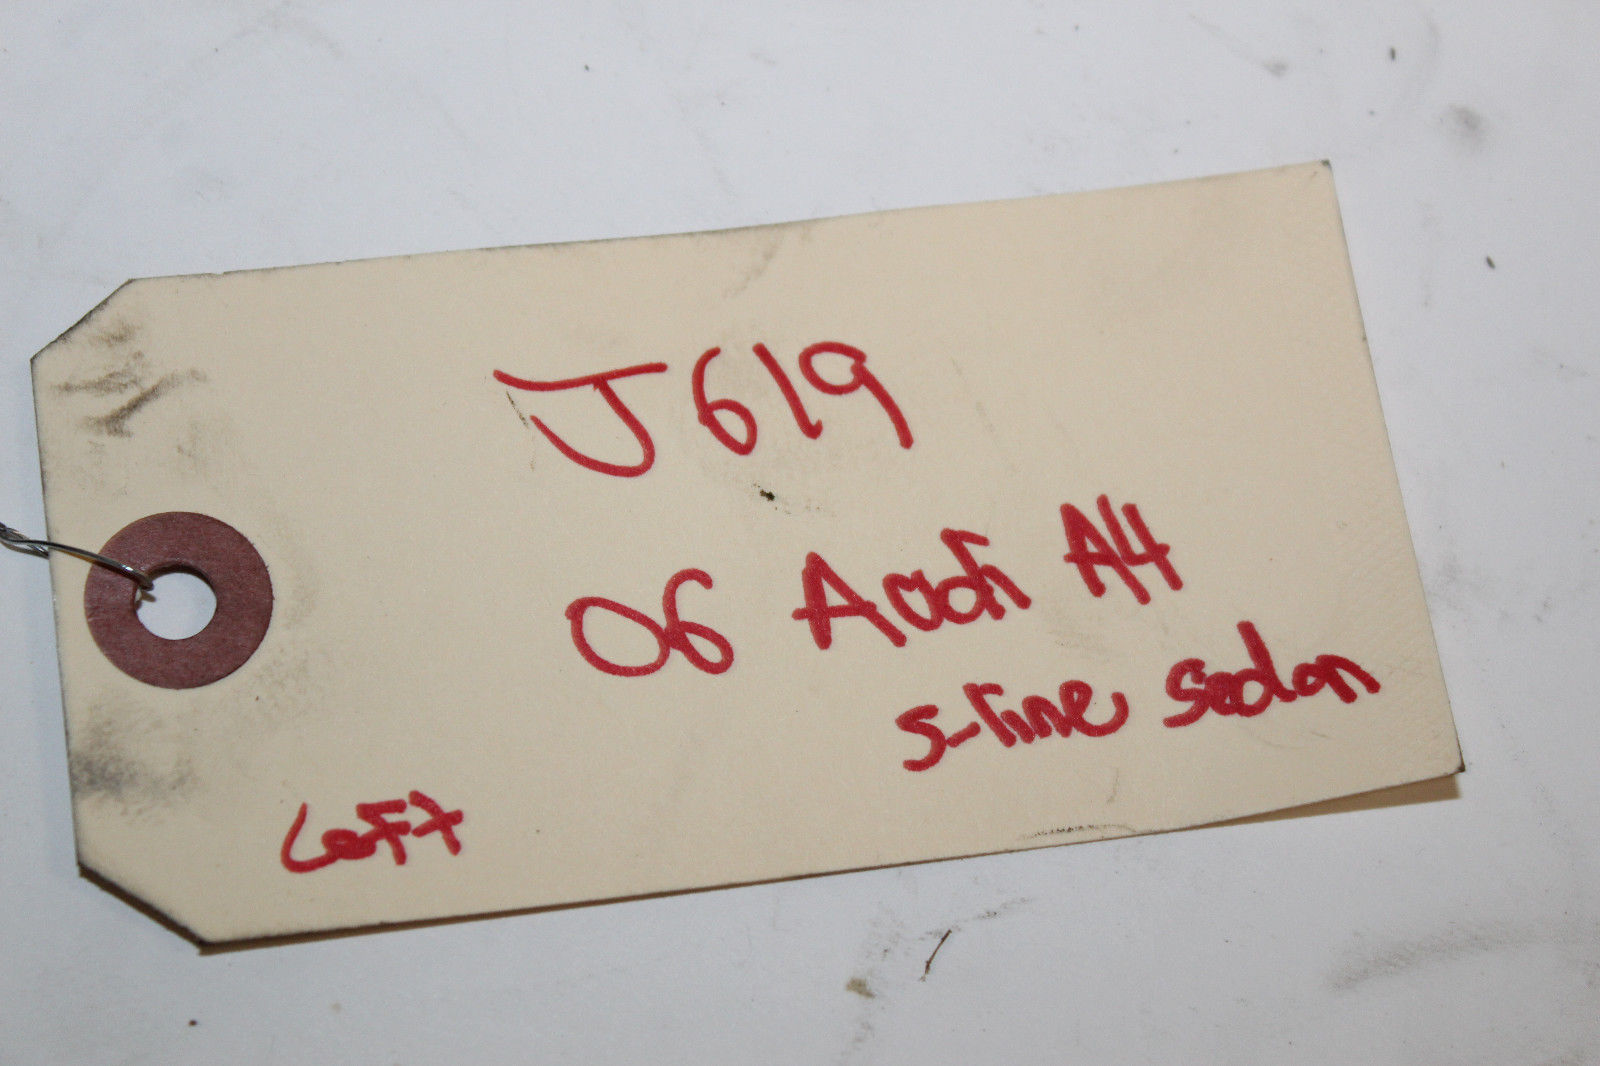 J619
06 Audi A4
S-line Sedan
Left